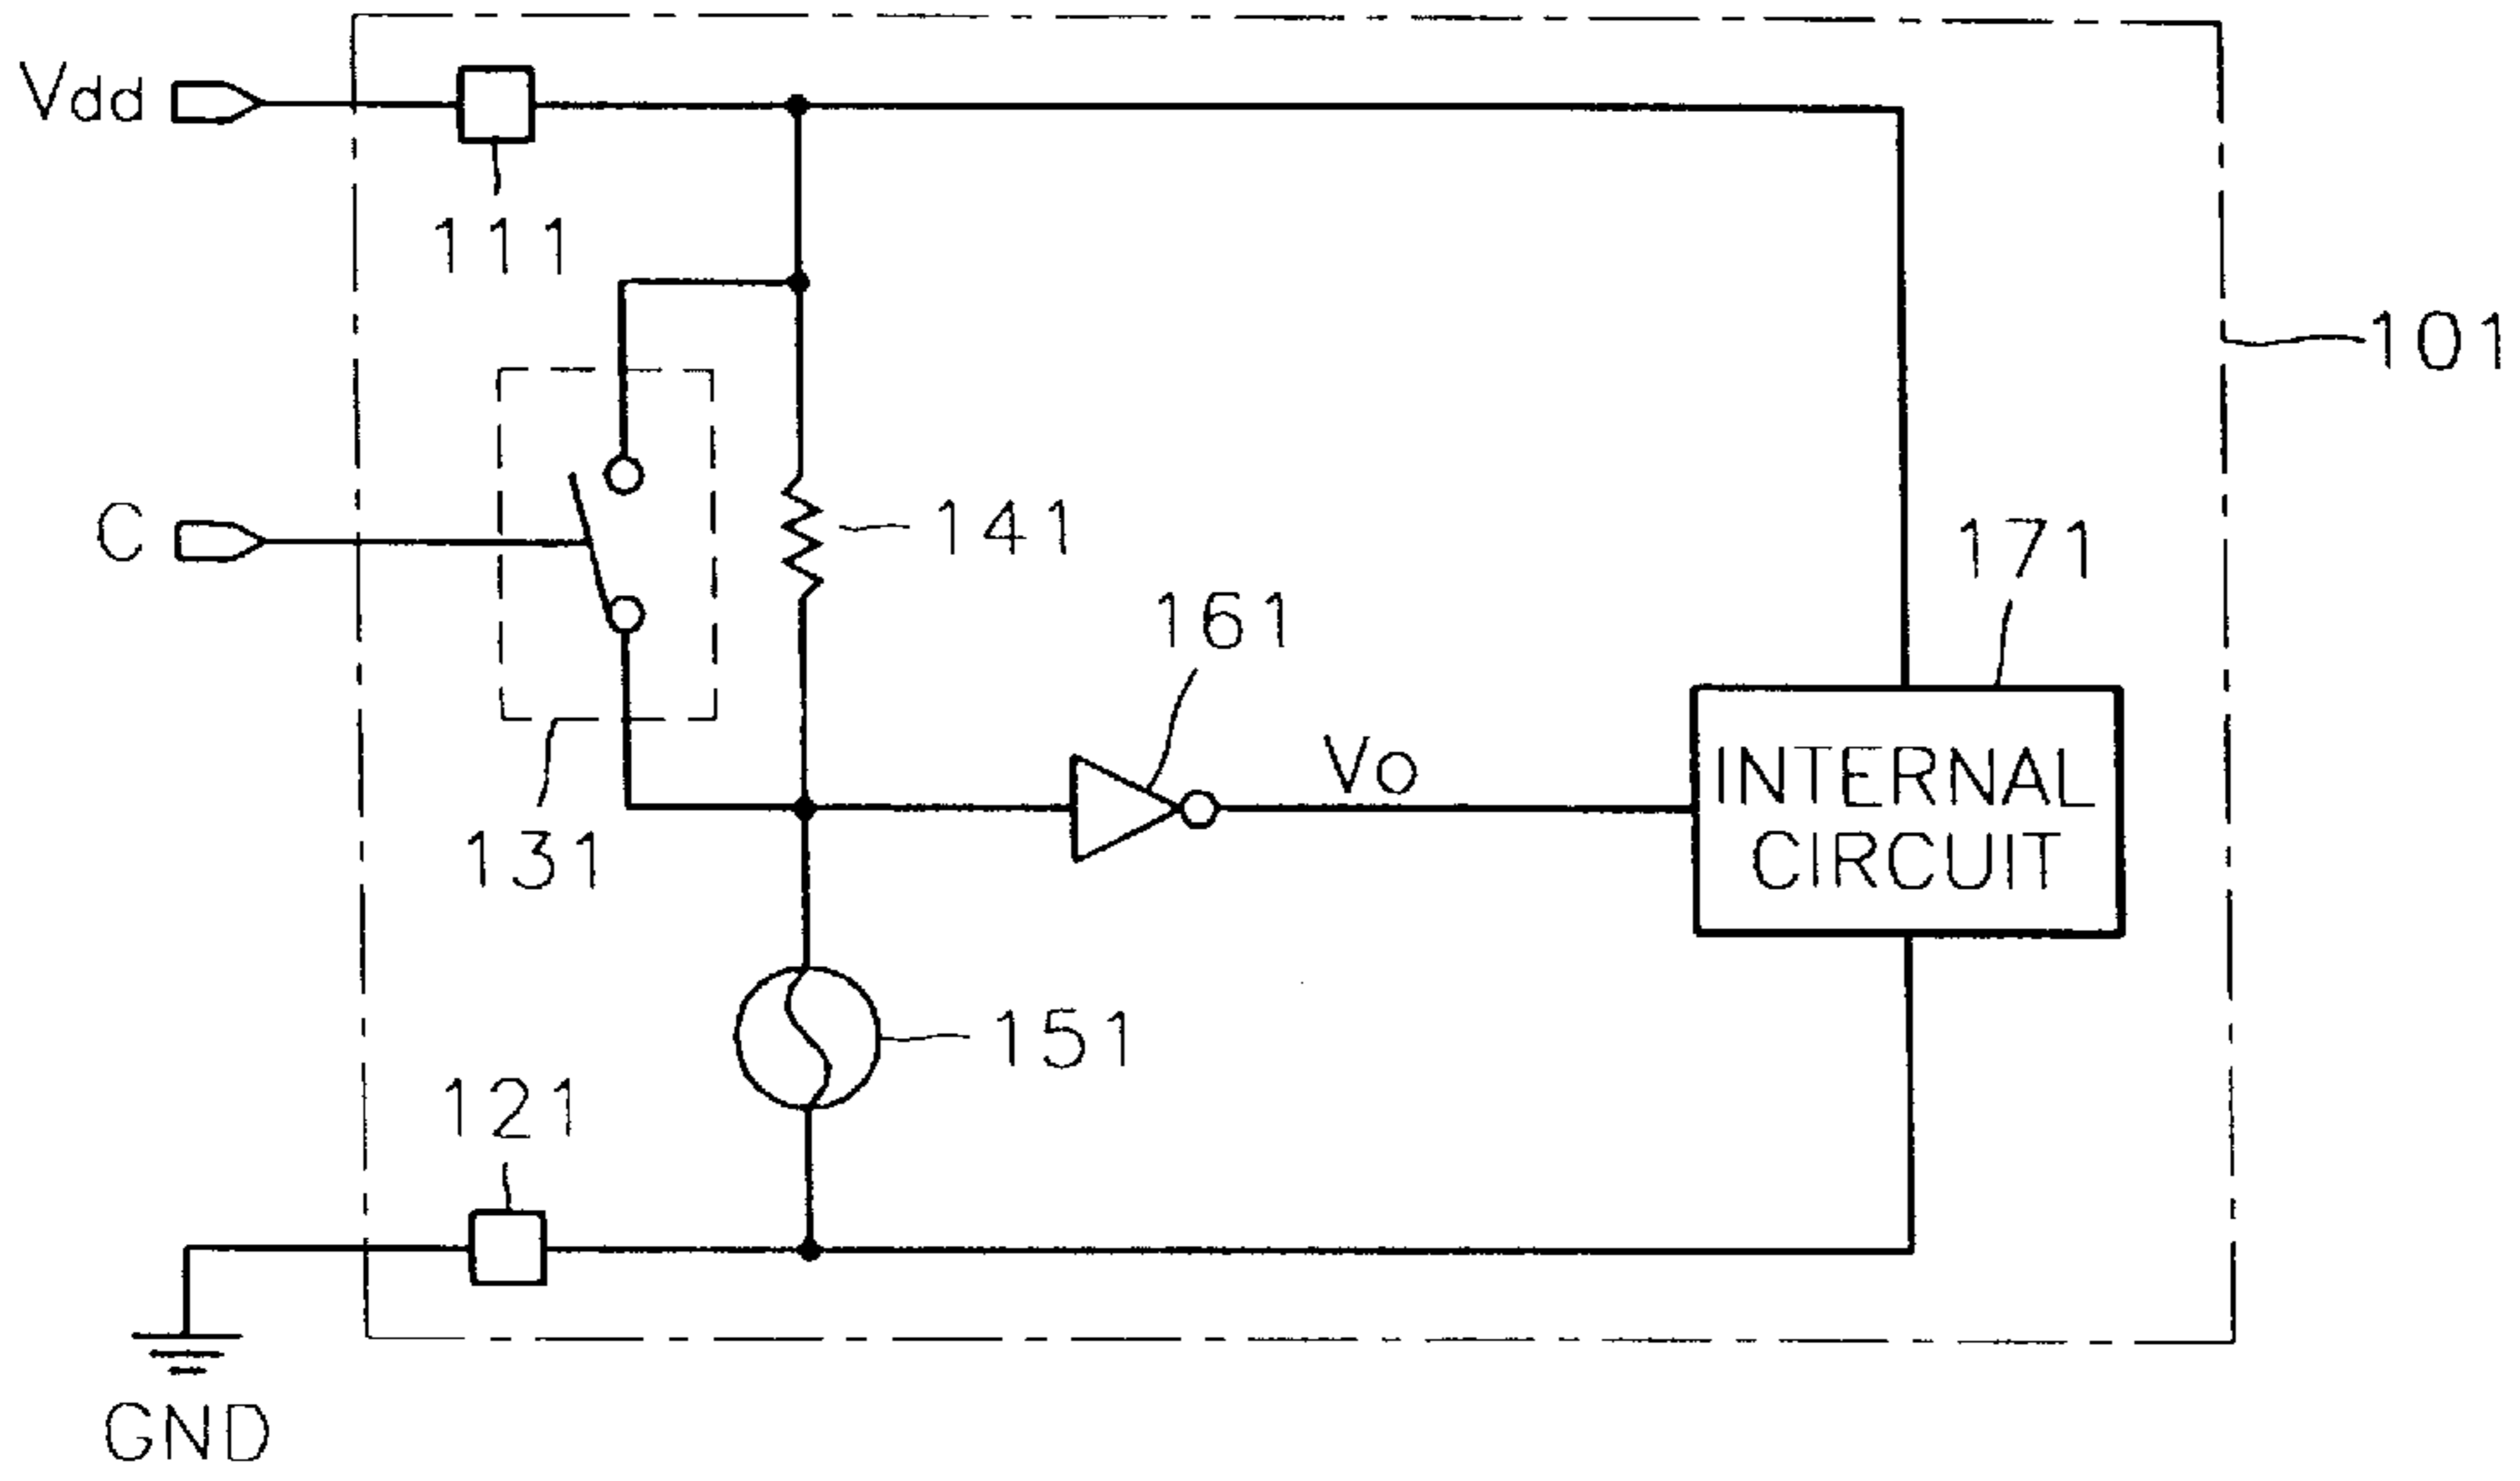 Vdd
111
101
C
141
171
161
Vo
INTERNAL
CIRCUIT
131
151
121
GND